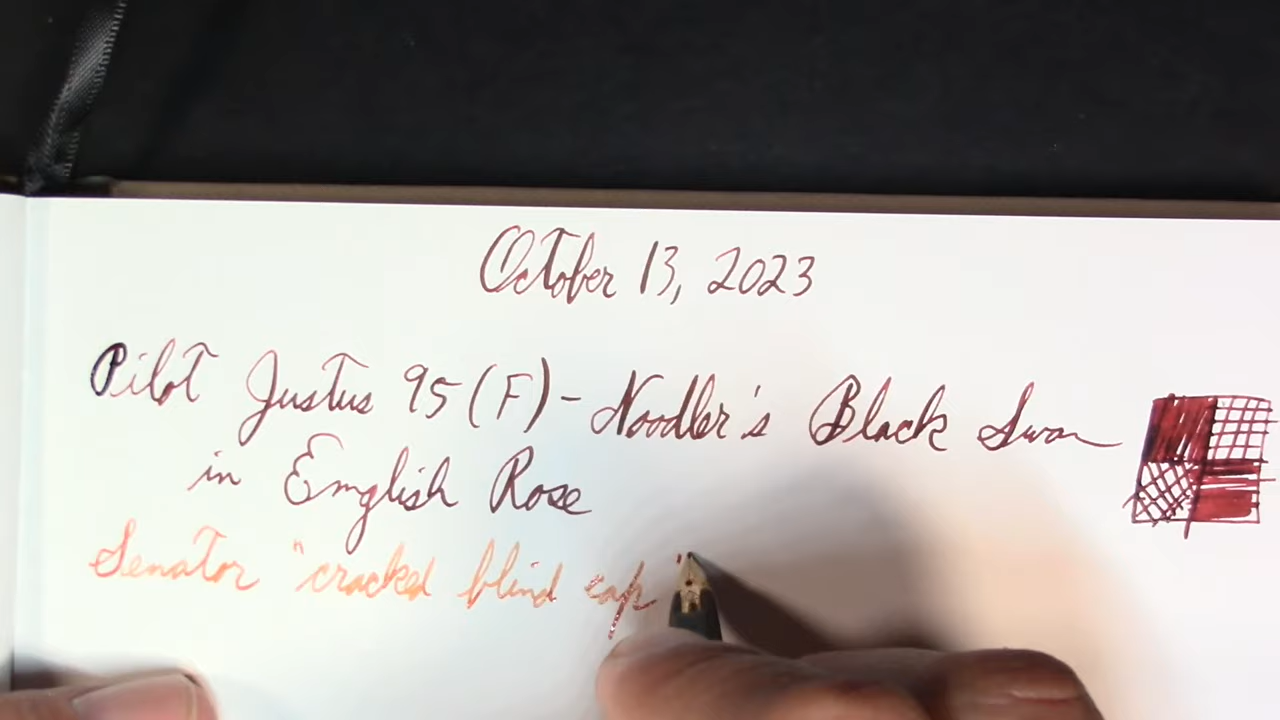 October 13, 2023
Pilot Justus 95 (F) - Noodler's Black Swan
in English Rose
Senator "cracked blind cap"